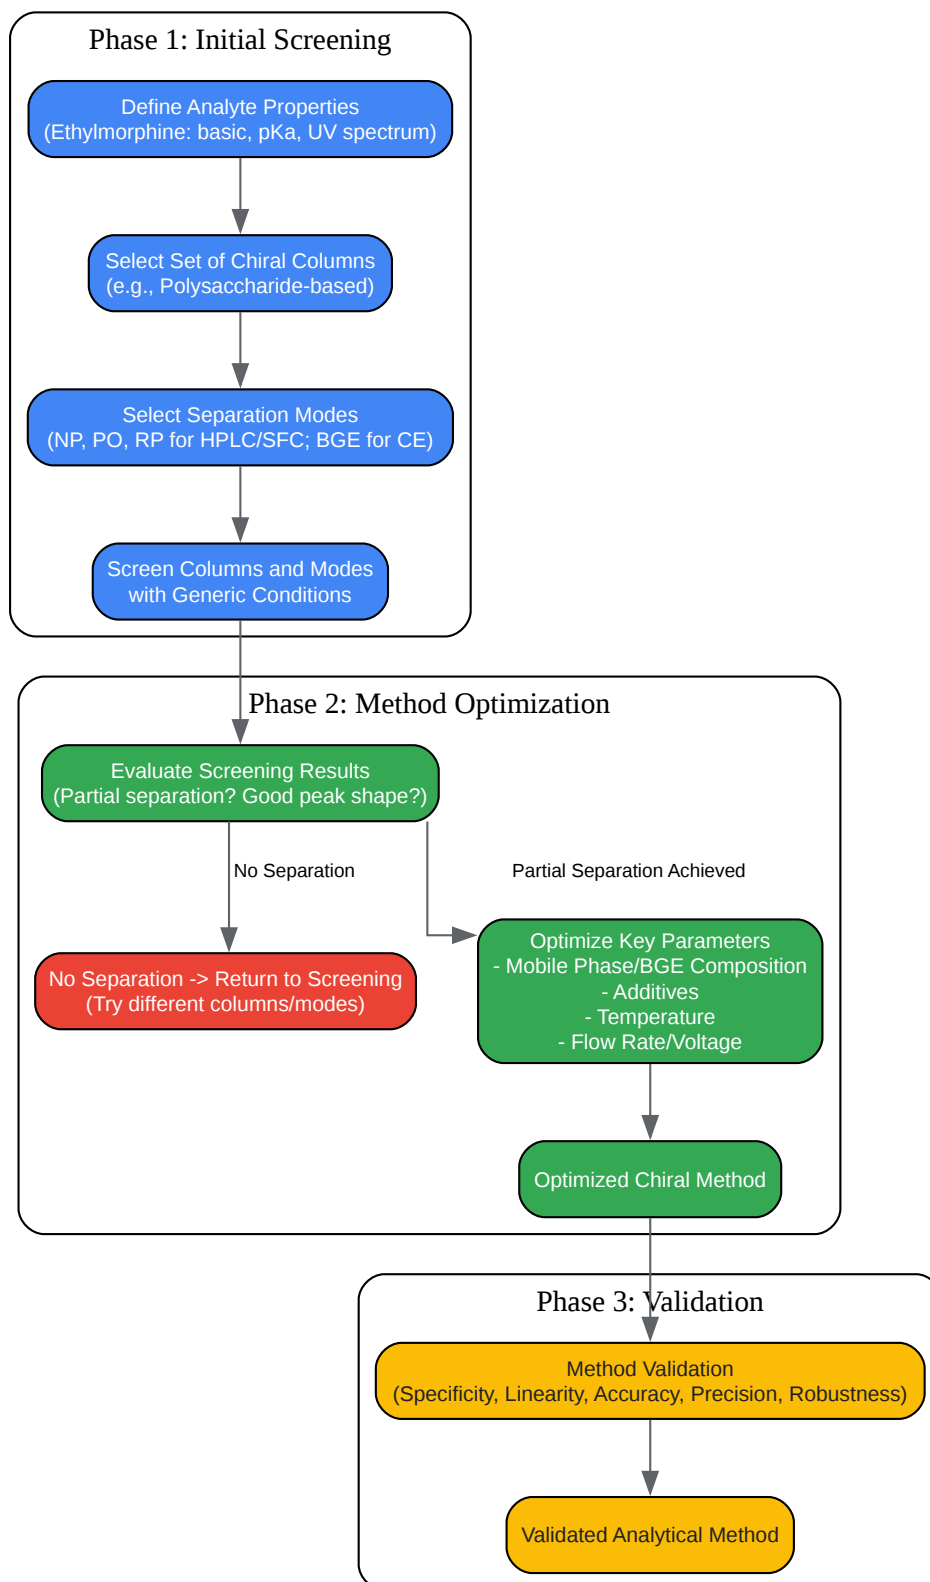 Phase 1: Initial Screening
Define Analyte Properties
(Ethylmorphine: basic, pKa, UV spectrum)
Select Set of Chiral Columns
(e.g., Polysaccharide-based)
Select Separation Modes
(NP, PO, RP for HPLC/SFC; BGE for CE)
Screen Columns and Modes
with Generic Conditions
Phase 2: Method Optimization
Evaluate Screening Results
(Partial separation? Good peak shape?)
No Separation
Partial Separation Achieved
No Separation -> Return to Screening
(Try different columns/modes)
Optimize Key Parameters
- Mobile Phase/BGE Composition
- Additives
- Temperature
- Flow Rate/Voltage
Optimized Chiral Method
Phase 3: Validation
Method Validation
(Specificity, Linearity, Accuracy, Precision, Robustness)
Validated Analytical Method